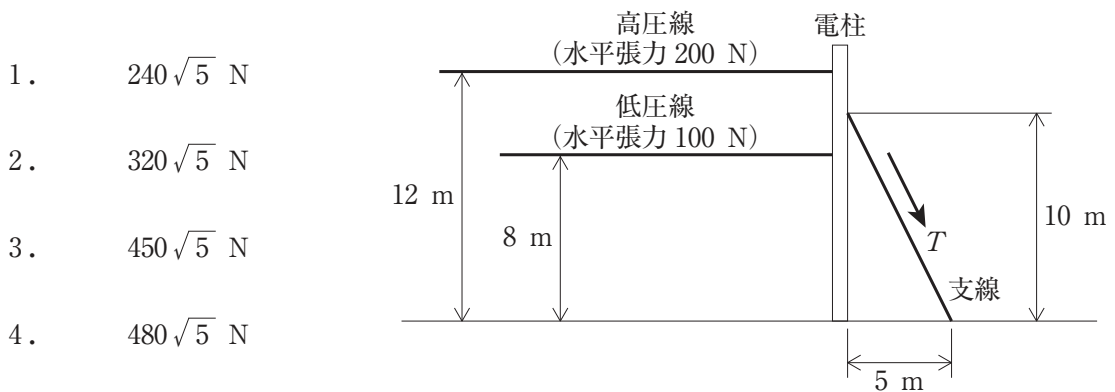 1. 240√5 N
2. 320√5 N
3. 450√5 N
4. 480√5 N
高圧線
(水平張力 200 N)
電柱
低圧線
(水平張力 100 N)
12 m
8 m
10 m
T
支線
5 m